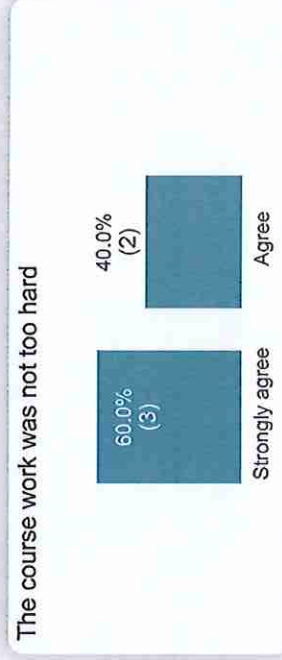 The course work was not too hard
60.0%
(3)
40.0%
(2)
Strongly agree
Agree